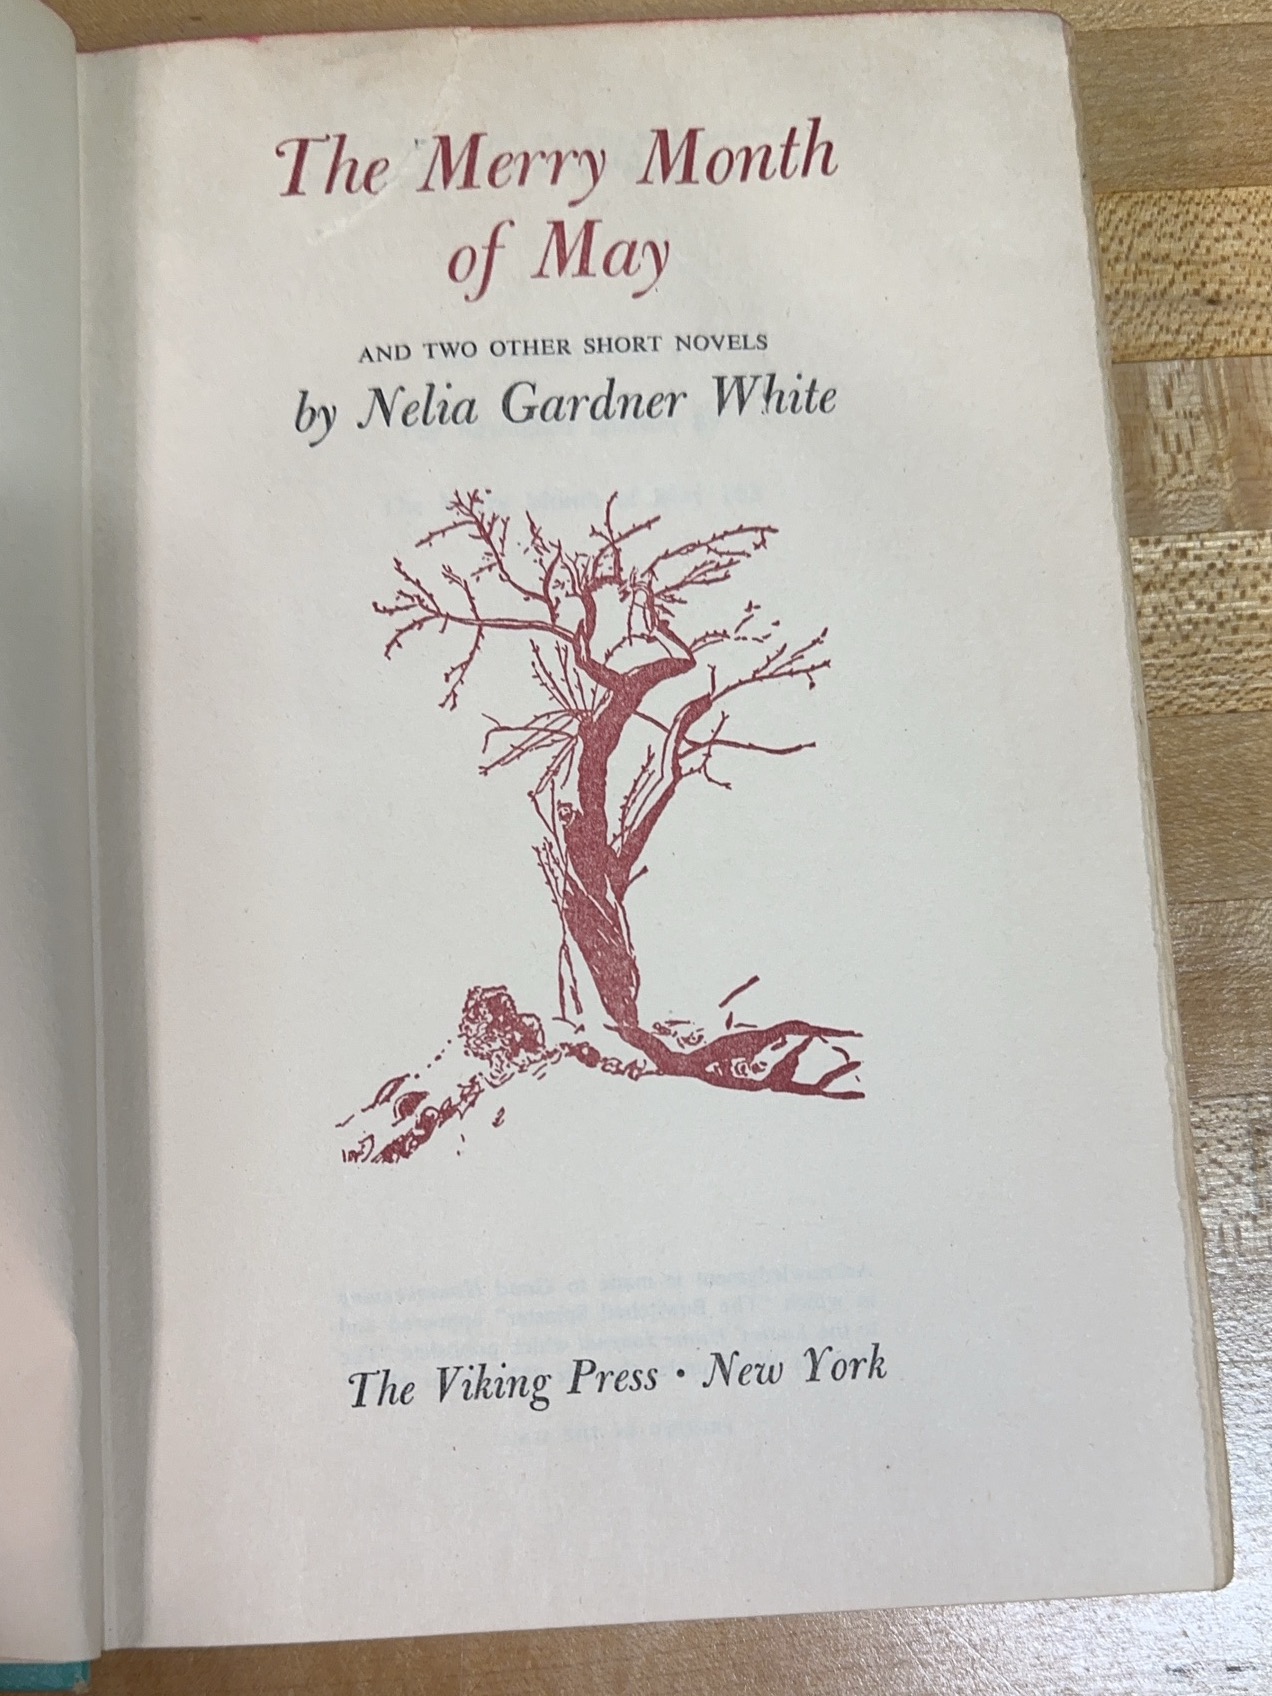 The Merry Month
of May
AND TWO OTHER SHORT NOVELS
by Nelia Gardner White
The Viking Press · New York